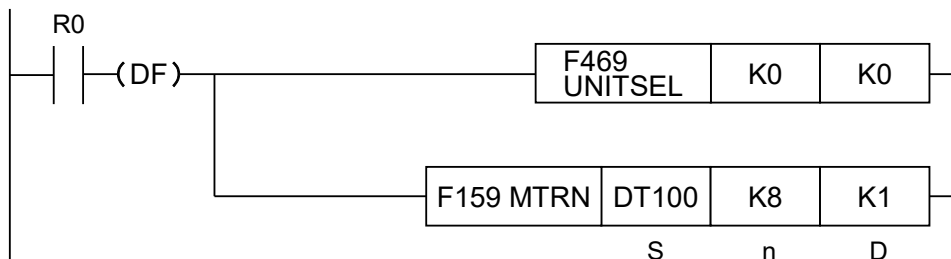 R0
(DF)
F469
UNITSEL
K0
K0
F159 MTRN
DT100
K8
K1
S
n
D